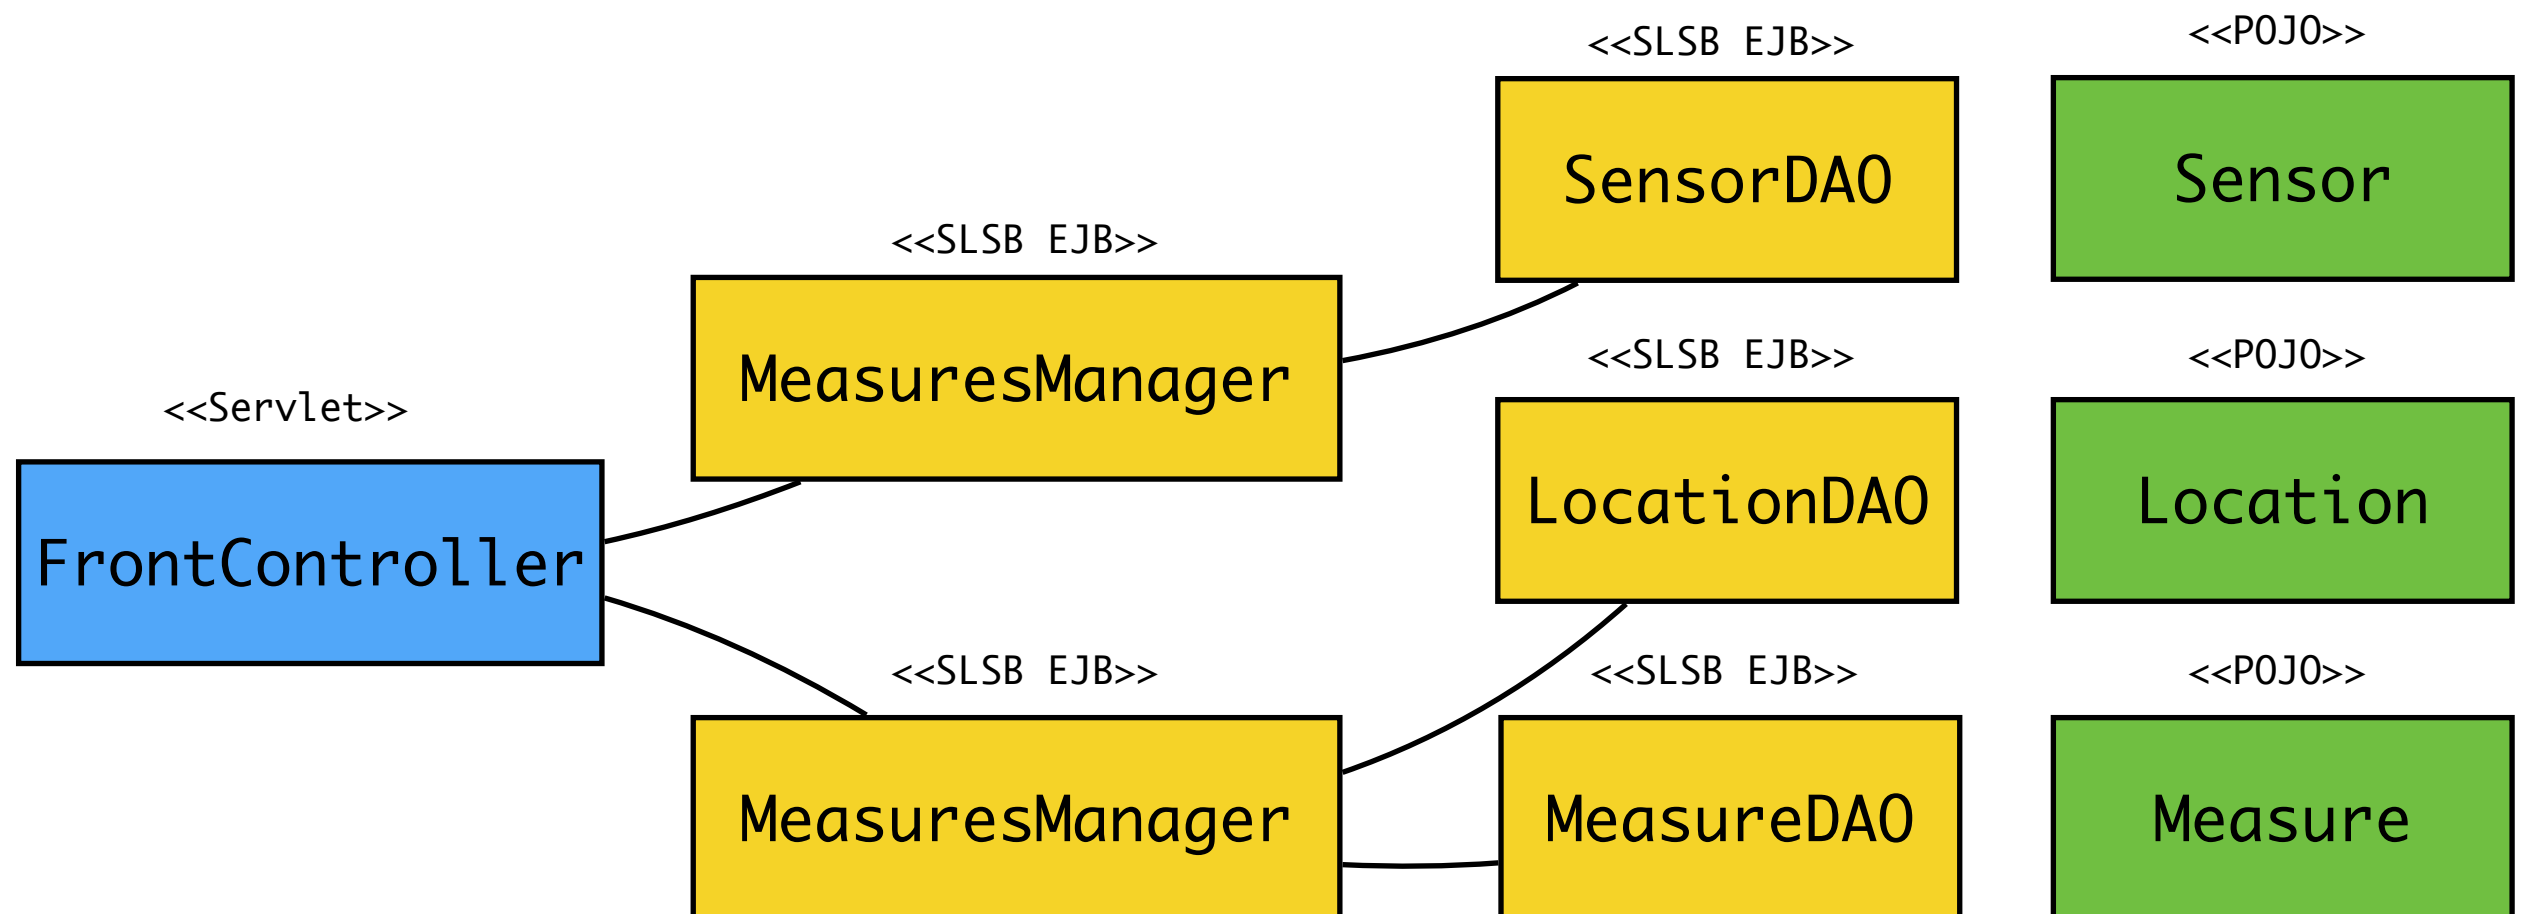 <<SLSB EJB>>
<<POJO>>
SensorDAO
Sensor
<<SLSB EJB>>
MeasuresManager
<<SLSB EJB>>
<<POJO>>
<<Servlet>>
LocationDAO
Location
FrontController
<<SLSB EJB>>
<<SLSB EJB>>
<<POJO>>
MeasuresManager
MeasureDAO
Measure